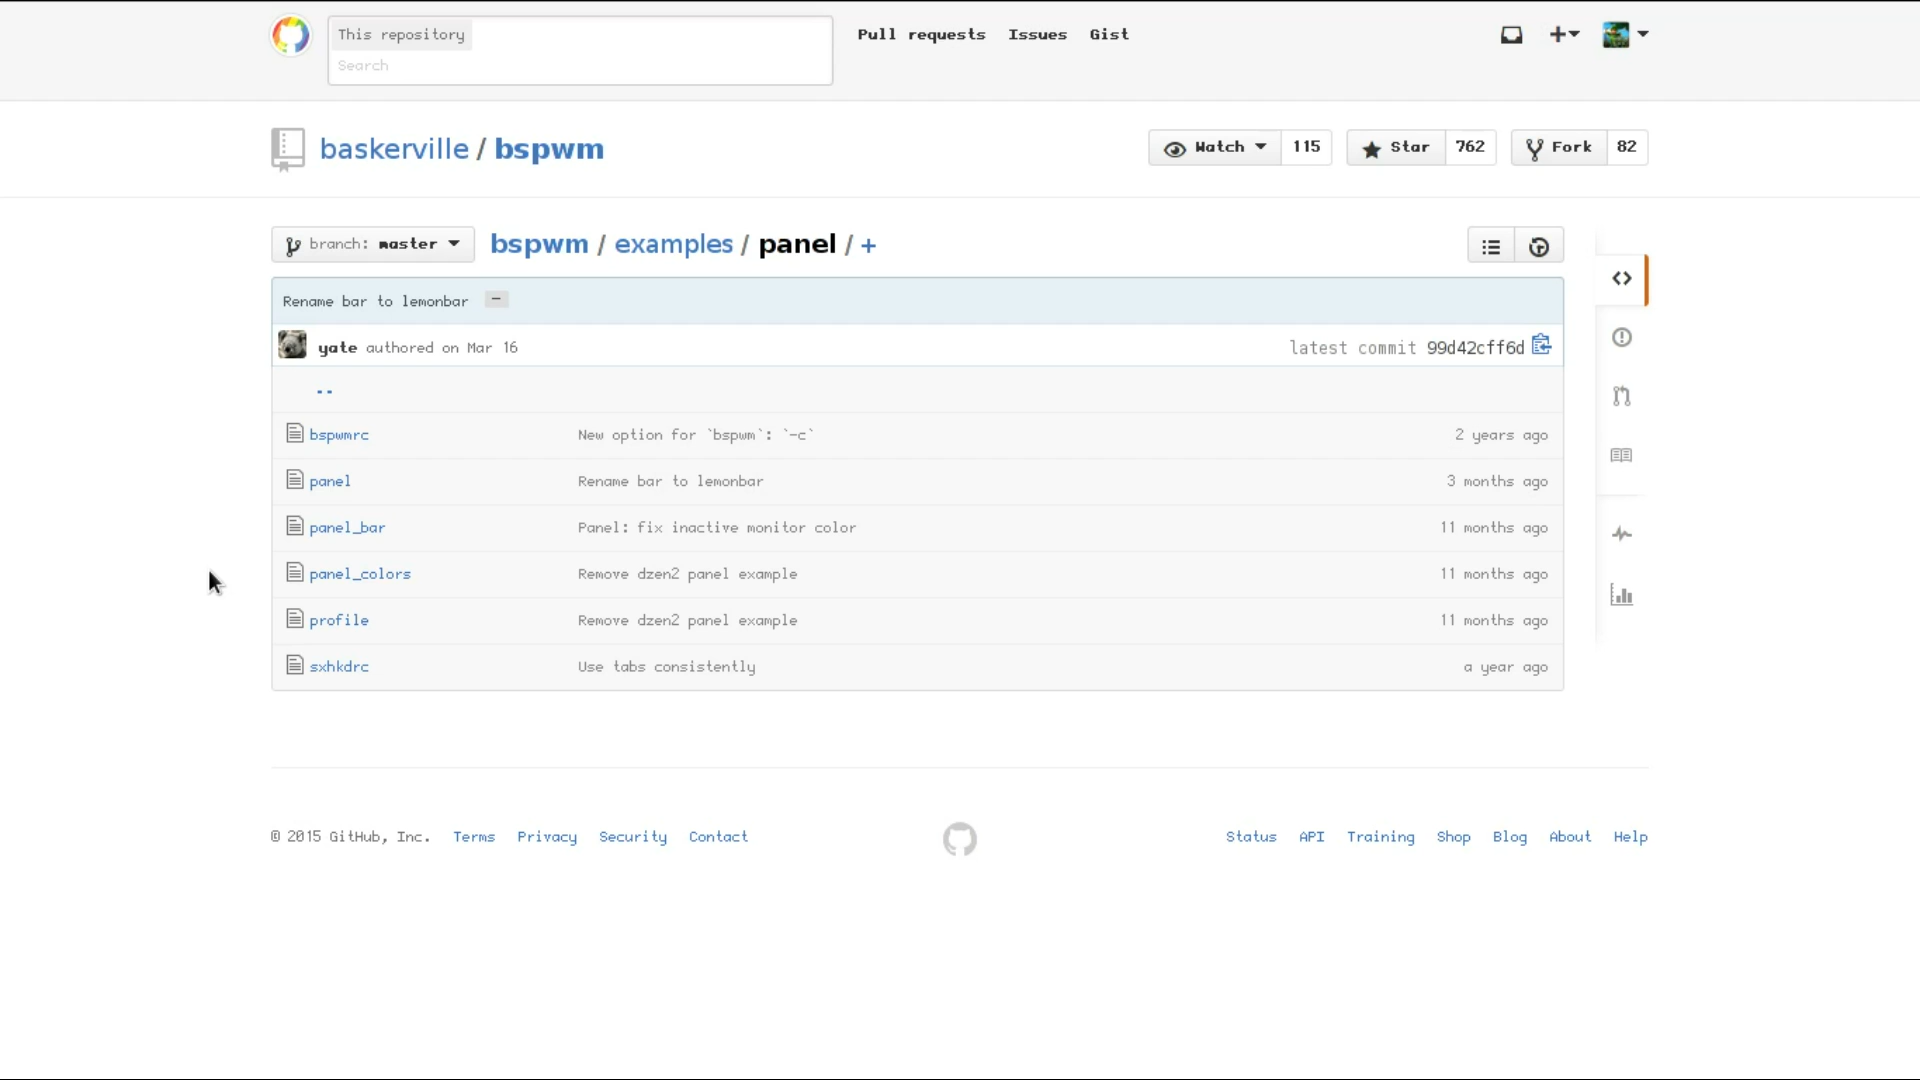 This repository
Search
Pull requests Issues Gist
baskerville / bspwm
Watch 115 Star 762 Fork 82
branch: master bspwm / examples / panel / +
Rename bar to lemonbar
yate authored on Mar 16 latest commit 99d42cff6d
..
bspwmrc New option for `bspwm`: `-c` 2 years ago
panel Rename bar to lemonbar 3 months ago
panel_bar Panel: fix inactive monitor color 11 months ago
panel_colors Remove dzen2 panel example 11 months ago
profile Remove dzen2 panel example 11 months ago
sxhkdrc Use tabs consistently a year ago
© 2015 GitHub, Inc. Terms Privacy Security Contact Status API Training Shop Blog About Help